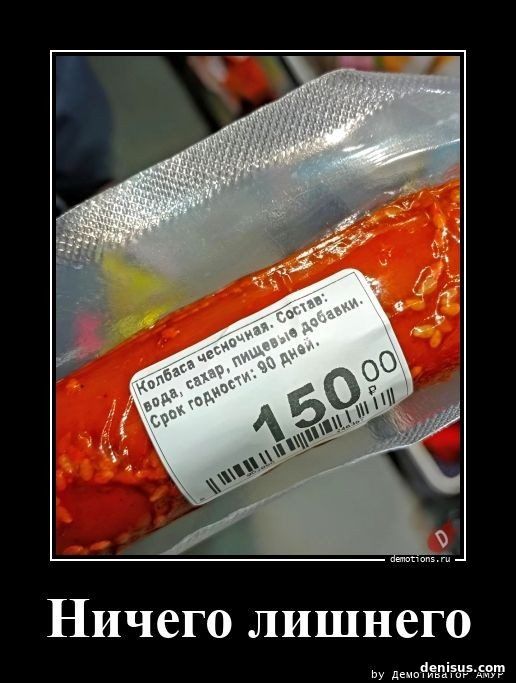 Колбаса чесночная. Состав:
вода, сахар, пищевые добавки.
Срок годности: 90 дней.
150 00
₽
D
demotions.ru
Ничего лишнего
denisus.com
by Демотиватор АМУР